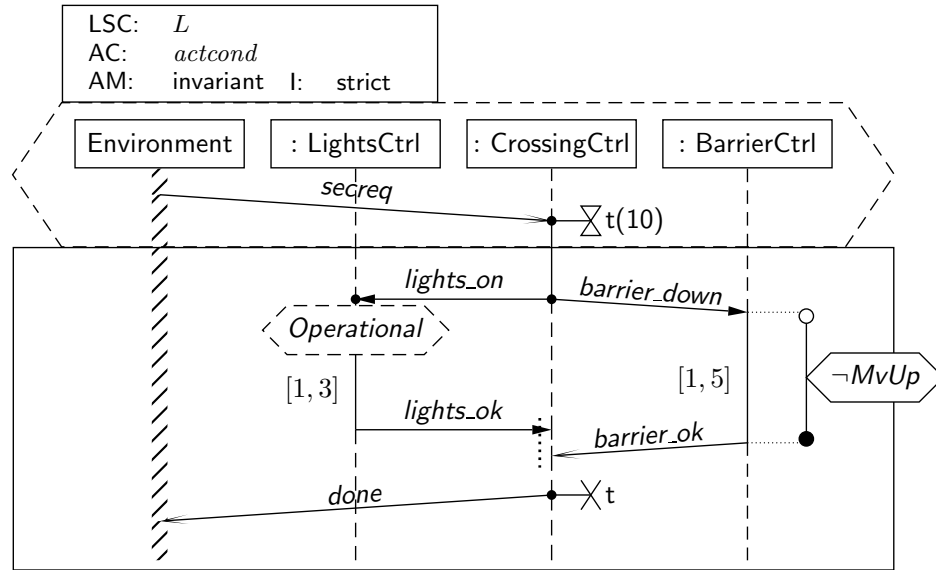 LSC: L
AC: actcond
AM: invariant I: strict
Environment : LightsCtrl : CrossingCtrl : BarrierCtrl
secreq
t(10)
lights_on barrier_down
Operational
¬MvUp
[1, 3] [1, 5]
lights_ok barrier_ok
done t